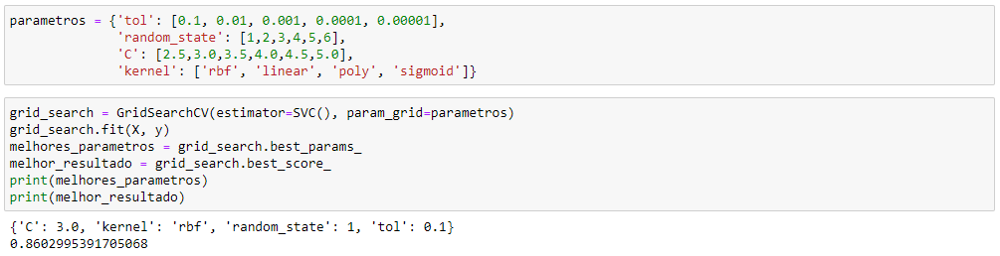 parametros = {'tol': [0.1, 0.01, 0.001, 0.0001, 0.00001],
'random_state': [1,2,3,4,5,6],
'C': [2.5,3.0,3.5,4.0,4.5,5.0],
'kernel': ['rbf', 'linear', 'poly', 'sigmoid']}
grid_search = GridSearchCV(estimator=SVC(), param_grid=parametros)
grid_search.fit(X, y)
melhores_parametros = grid_search.best_params_
melhor_resultado = grid_search.best_score_
print(melhores_parametros)
print(melhor_resultado)
{'C': 3.0, 'kernel': 'rbf', 'random_state': 1, 'tol': 0.1}
0.8602995391705068